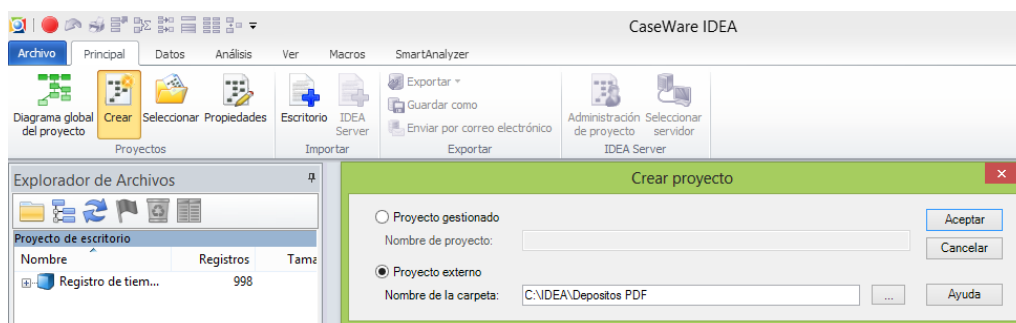 CaseWare IDEA
Archivo Principal Datos Análisis Ver Macros SmartAnalyzer
Diagrama global del proyecto
Crear
Seleccionar
Propiedades
Proyectos
Escritorio
IDEA Server
Importar
Exportar
Guardar como
Enviar por correo electrónico
Exportar
Administración de proyecto
Seleccionar servidor
IDEA Server
Explorador de Archivos
Proyecto de escritorio
Nombre Registros Tama
Registro de tiem... 998
Crear proyecto
Proyecto gestionado
Nombre de proyecto:
Proyecto externo
Nombre de la carpeta: C:\IDEA\Depositos PDF ...
Aceptar
Cancelar
Ayuda